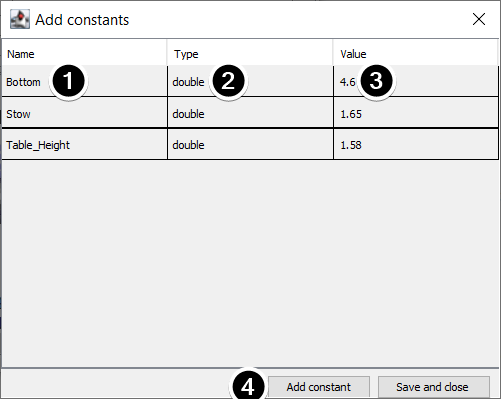 Add constants
Name Type Value
Bottom 1 double 2 4.6 3
Stow double 1.65
Table_Height double 1.58
4 Add constant Save and close